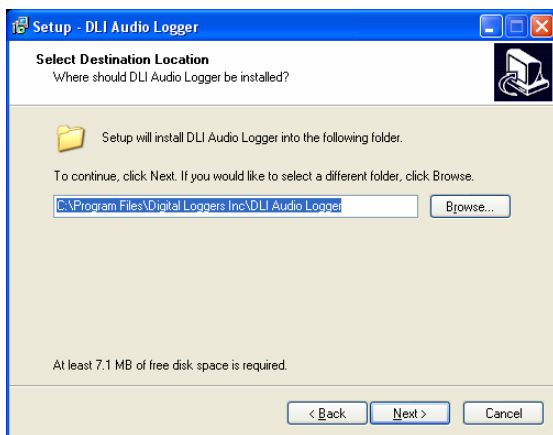 Setup - DLI Audio Logger
Select Destination Location
Where should DLI Audio Logger be installed?
Setup will install DLI Audio Logger into the following folder.
To continue, click Next. If you would like to select a different folder, click Browse.
C:\Program Files\Digital Loggers Inc\DLI Audio Logger
Browse...
At least 7.1 MB of free disk space is required.
< Back
Next >
Cancel